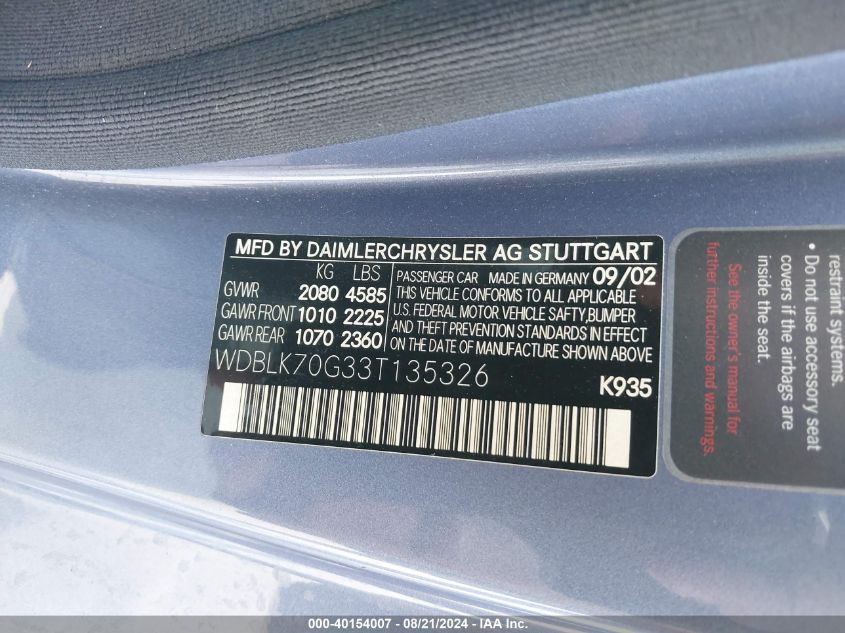 MFD BY DAIMLERCHRYSLER AG STUTTGART
KG LBS
GVWR 2080 4585
GAWR FRONT 1010 2225
GAWR REAR 1070 2360
PASSENGER CAR MADE IN GERMANY 09/02
THIS VEHICLE CONFORMS TO ALL APPLICABLE
U.S. FEDERAL MOTOR VEHICLE SAFTY,BUMPER
AND THEFT PREVENTION STANDARDS IN EFFECT
ON THE DATE OF MANUFACTURE SHOWN ABOVE
WDBLK70G33T135326
K935
restraint systems.
• Do not use accessory seat
covers if the airbags are
inside the seat.
See the owner's manual for
further instructions and warnings.
000-40154007 - 08/21/2024 - IAA Inc.